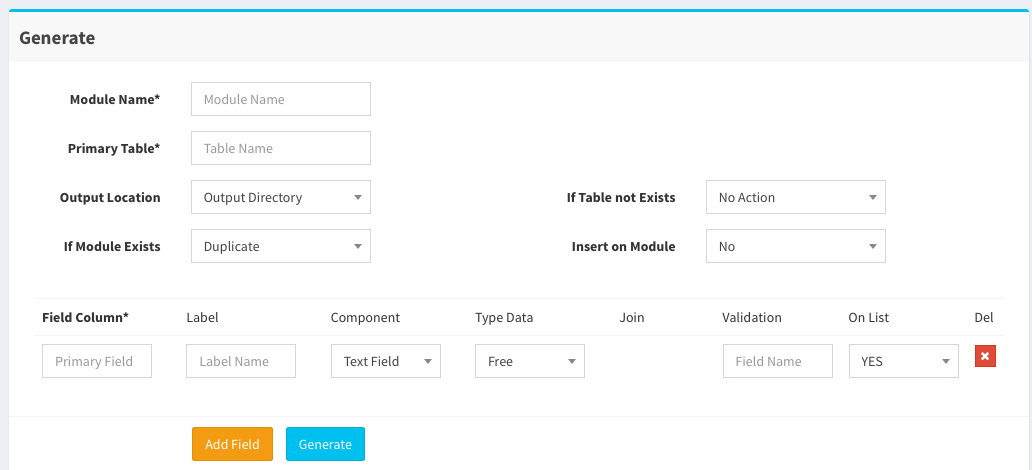 Generate
Module Name* Module Name
Primary Table* Table Name
Output Location Output Directory If Table not Exists No Action
If Module Exists Duplicate Insert on Module No
Field Column* Label Component Type Data Join Validation On List Del
Primary Field Label Name Text Field Free Field Name YES
Add Field Generate